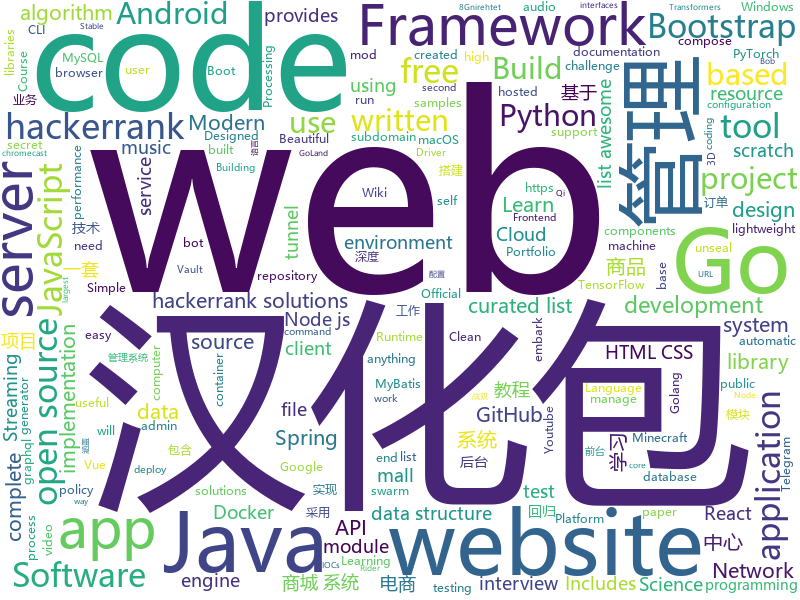 8Gnirehtet
audio
interfaces
Transformers
Windows
CLI
Stable
algorithm
Android
provides
libraries
MySQL
Boot
Processing
mod
created
Node
Course
user
code
Framework
Bootstrap
browser
compose
PyTorch
Designed
using
free
Build
high
documentation
run
challenge
管理
based
resource
hackerrank
Modern
written
second
hosted
基于
configuration
secret
Bob
chromecast
music
use
Python
samples
业务
list awesome
tool
service
subdomain
macOS
support
scratch
built
Beautiful
GoLand
Driver
搭建
3D
coding
performance
server
JavaScript
web
Building
Wiki
https
Qi
project
self
Learn
Frontend
技术
need
bot
tunnel
environment
Cloud
Portfolio
components
订单
design
lightweight
一套
Vault
repository
深度
machine
unseal
Go
商品
base
URL
Simple
hackerrank solutions
Official
curated list
TensorFlow
development
largest
项目
easy
Node js
工作
配置
embark
system
open source
source
command
Runtime
Clean
automatic
管理系统
client
anything
HTML CSS
library
汉化包
complete
Streaming
implementation
computer
container
MyBatis
work
教程
Language
manage
Golang
public
useful
file
GitHub
模块
generator
will
data
Spring
end
list
系统
Youtube
闪学
前台
Minecraft
graphql
admin
mall
后台
core
database
Telegram
Vue
包含
Google
swarm
application
app
policy
solutions
实现
test
回归
Platform
paper
deploy
Docker
采用
data structure
React
way
process
video
Java
API
website
中心
module
Network
Software
engine
商城 系统
Learning
IOCs
Rider
电商
testing
interview
Includes
Science
programming